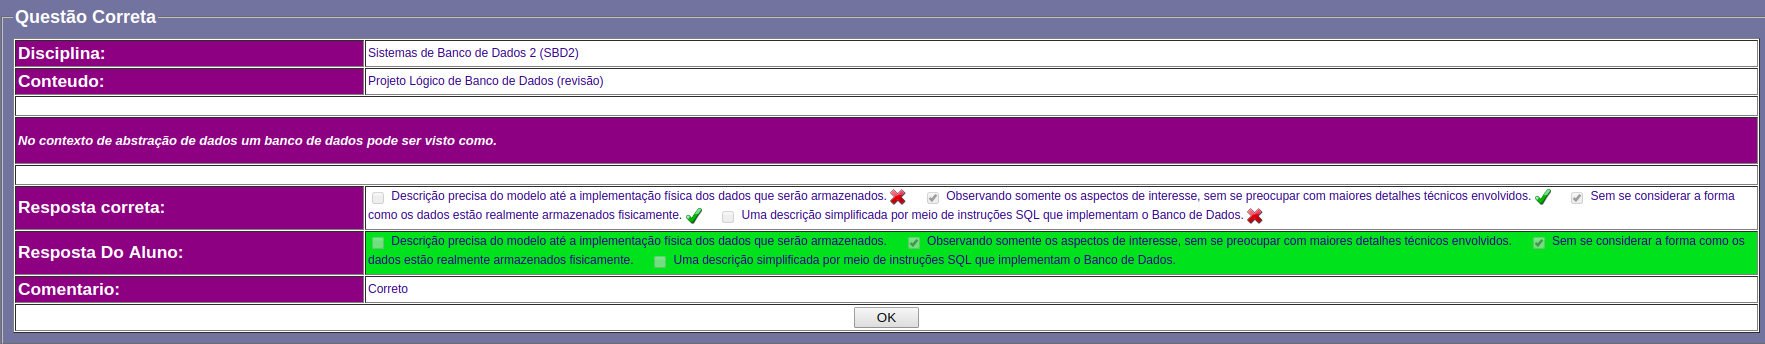 Questão Correta
Disciplina:
Sistemas de Banco de Dados 2 (SBD2)
Conteudo:
Projeto Lógico de Banco de Dados (revisão)
No contexto de abstração de dados um banco de dados pode ser visto como.
Resposta correta:
Descrição precisa do modelo até a implementação física dos dados que serão armazenados. Observando somente os aspectos de interesse, sem se preocupar com maiores detalhes técnicos envolvidos. Sem se considerar a forma
como os dados estão realmente armazenados fisicamente. Uma descrição simplificada por meio de instruções SQL que implementam o Banco de Dados.
Resposta Do Aluno:
Descrição precisa do modelo até a implementação física dos dados que serão armazenados. Observando somente os aspectos de interesse, sem se preocupar com maiores detalhes técnicos envolvidos. Sem se considerar a forma como os
dados estão realmente armazenados fisicamente. Uma descrição simplificada por meio de instruções SQL que implementam o Banco de Dados.
Comentario:
Correto
OK